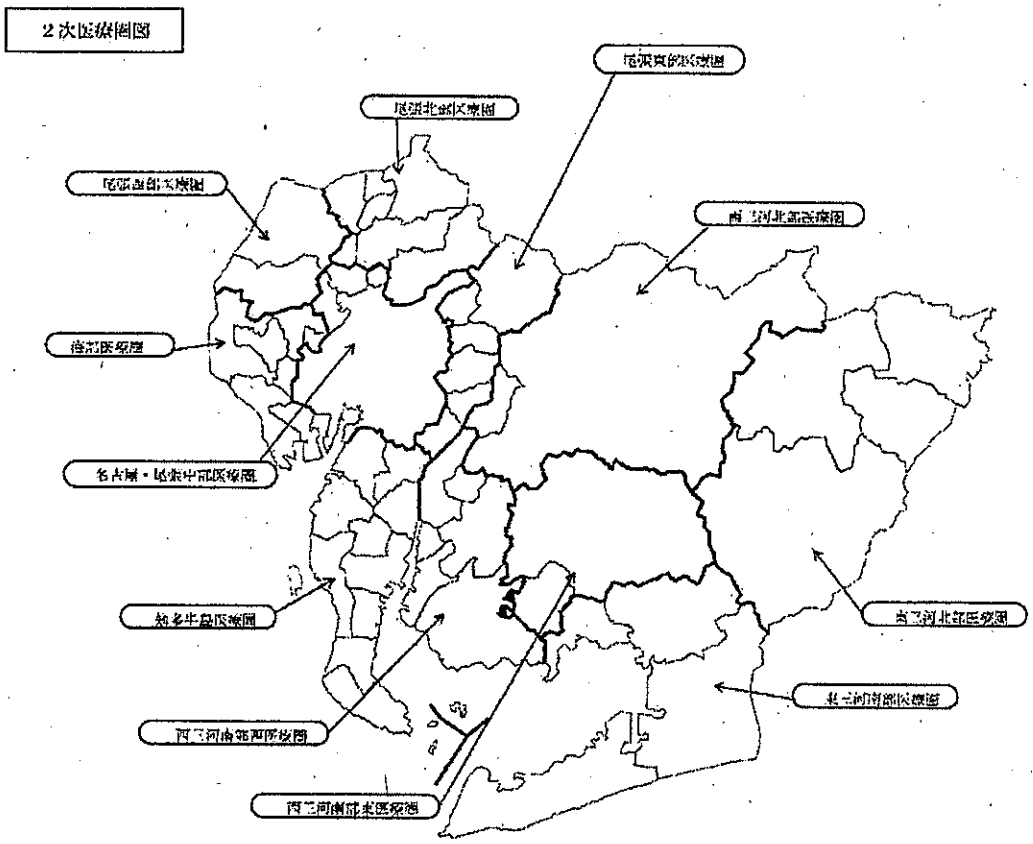 2次医療圏図
尾張東部医療圏
尾張北部医療圏
尾張西部医療圏
西三河北部医療圏
海部医療圏
名古屋・尾張中部医療圏
知多半島医療圏
東三河北部医療圏
東三河南部医療圏
西三河南部西医療圏
西三河南部東医療圏